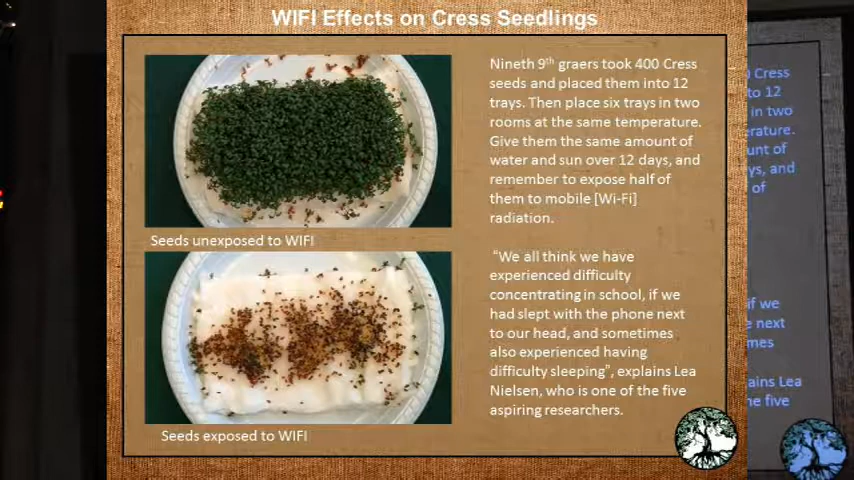 WIFI Effects on Cress Seedlings
Nineth 9th graers took 400 Cress
seeds and placed them into 12
trays. Then place six trays in two
rooms at the same temperature.
Give them the same amount of
water and sun over 12 days, and
remember to expose half of
them to mobile [Wi-Fi]
radiation.
Seeds unexposed to WIFI
“We all think we have
experienced difficulty
concentrating in school, if we
had slept with the phone next
to our head, and sometimes
also experienced having
difficulty sleeping”, explains Lea
Nielsen, who is one of the five
aspiring researchers.
Seeds exposed to WIFI
Cress
to 12
in two
unt of
and
of
if we
next
Lea
five